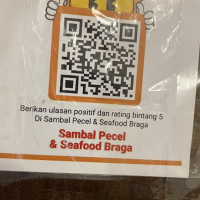 Berikan ulasan positif dan rating bintang 5
Di Sambal Pecel & Seafood Braga
Sambal Pecel
& Seafood Braga